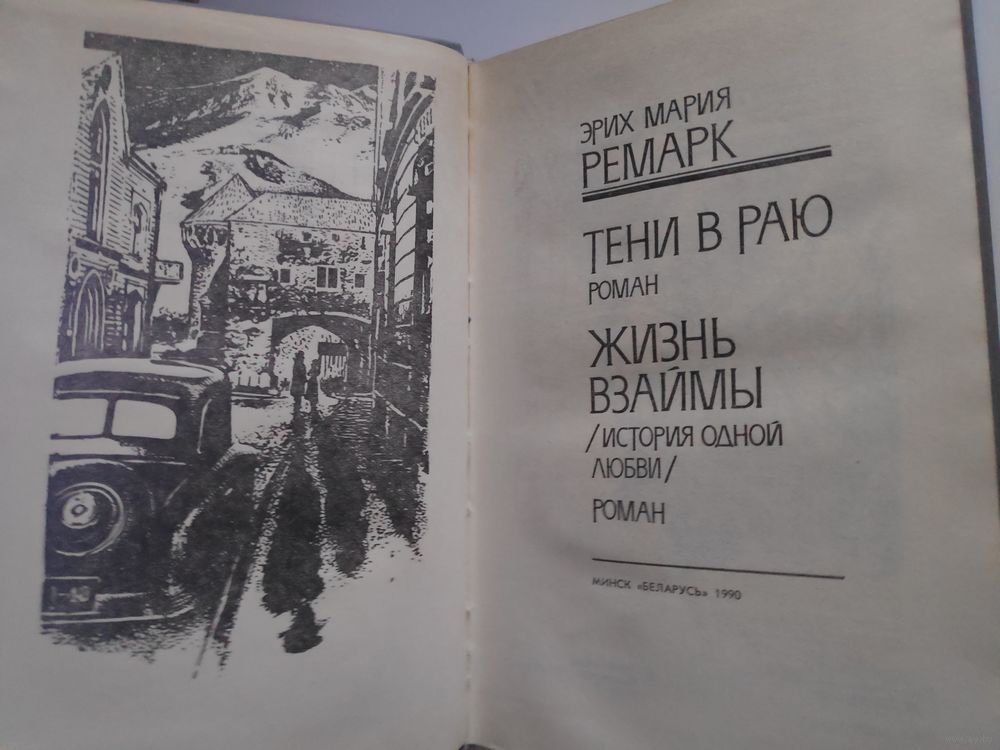 ЭРИХ МАРИЯ
РЕМАРК
ТЕНИ В РАЮ
РОМАН
ЖИЗНЬ
ВЗАЙМЫ
/ИСТОРИЯ ОДНОЙ
ЛЮБВИ/
РОМАН
МИНСК «БЕЛАРУСЬ» 1990